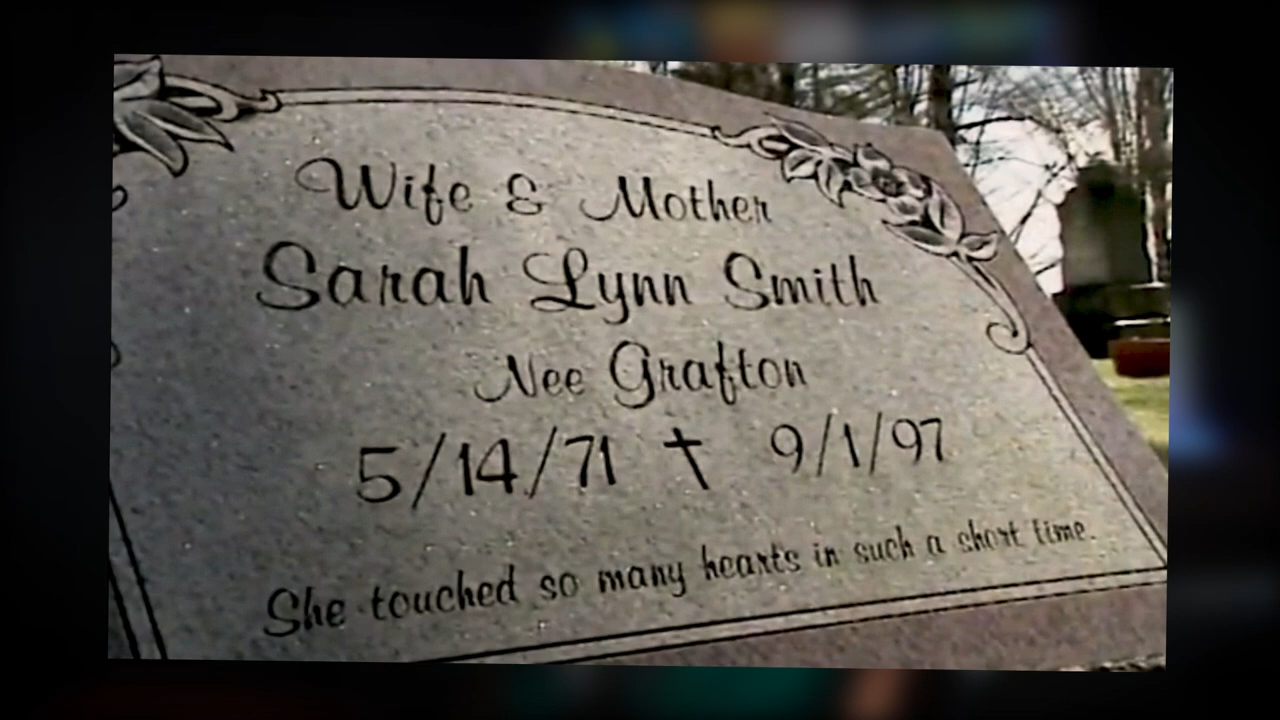 Wife & Mother
Sarah Lynn Smith
Nee Grafton
5/14/71 † 9/1/97
She touched so many hearts in such a short time.